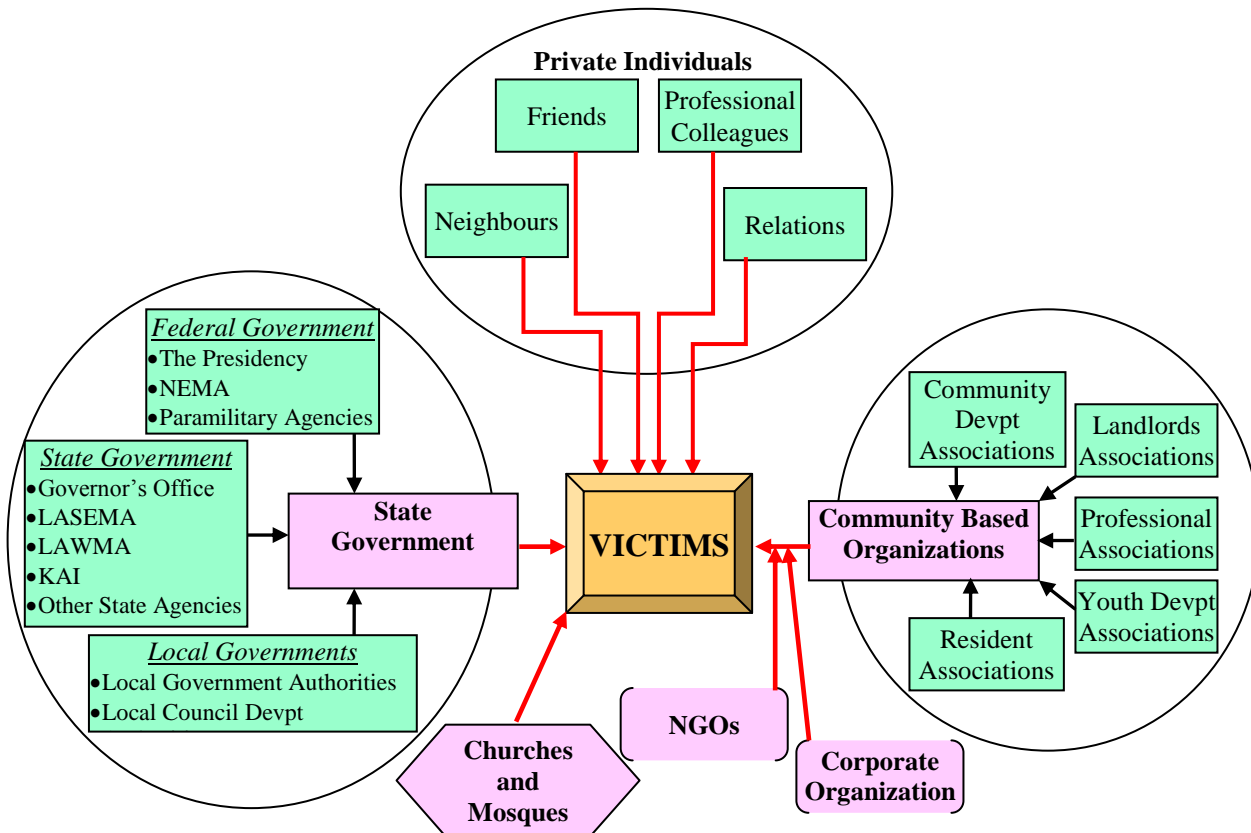 Private Individuals
Friends
Professional
Colleagues
Neighbours
Relations
Federal Government
•The Presidency
•NEMA
•Paramilitary Agencies
State Government
•Governor’s Office
•LASEMA
•LAWMA
•KAI
•Other State Agencies
Local Governments
•Local Government Authorities
•Local Council Devpt
State
Government
VICTIMS
Community Based
Organizations
Community
Devpt
Associations
Landlords
Associations
Professional
Associations
Youth Devpt
Associations
Resident
Associations
Churches
and
Mosques
NGOs
Corporate
Organization